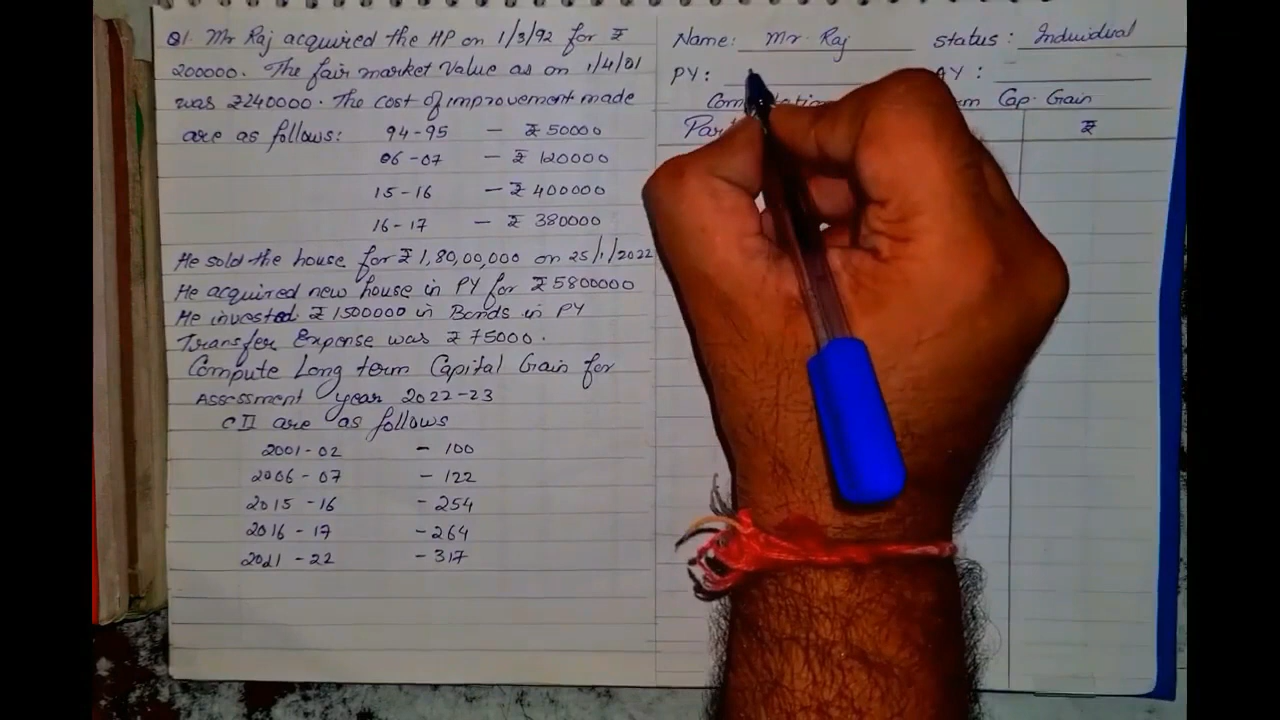 Q1. Mr Raj acquired the HP on 1/3/92 for ₹
200000. The fair market Value as on 1/4/01
was ₹240000. The cost of improvement made
are as follows: 94-95 - ₹ 50000
06-07 - ₹ 120000
15-16 - ₹ 400000
16-17 - ₹ 380000
He sold the house for ₹ 1,80,00,000 on 25/1/2022
He acquired new house in PY for ₹ 5800000
He invested ₹ 1500000 in Bonds in PY
Transfer Expense was ₹ 75000.
Compute Long term Capital Gain for
Assessment year 2022-23
CII are as follows
2001-02 - 100
2006-07 - 122
2015-16 - 254
2016-17 - 264
2021-22 - 317
Name: Mr. Raj Status: Individual
PY: AY:
Cap. Gain
₹